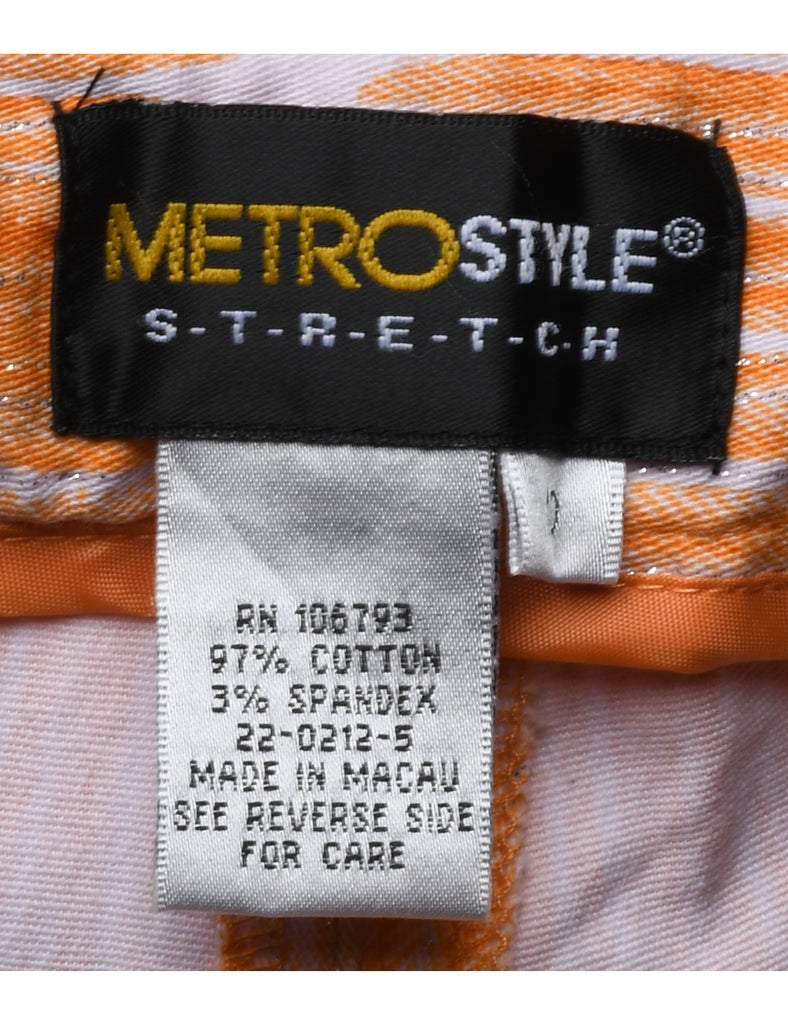 METROSTYLE®
S-T-R-E-T-C-H
RN 106793
97% COTTON
3% SPANDEX
22-0212-5
MADE IN MACAU
SEE REVERSE SIDE
FOR CARE